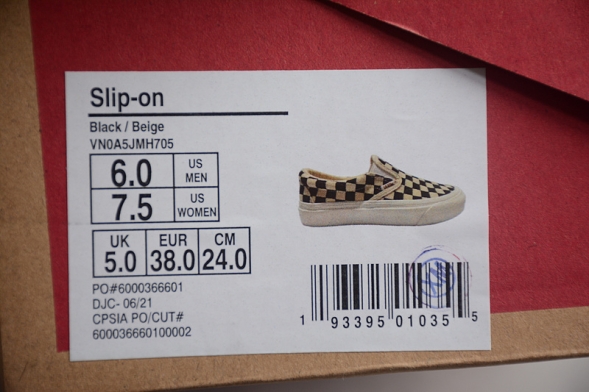 Slip-on
Black / Beige
VN0A5JMH705
6.0 US MEN
7.5 US WOMEN
UK EUR CM
5.0 38.0 24.0
PO#6000366601
DJC- 06/21
CPSIA PO/CUT#
600036660100002
1 93395 01035 5